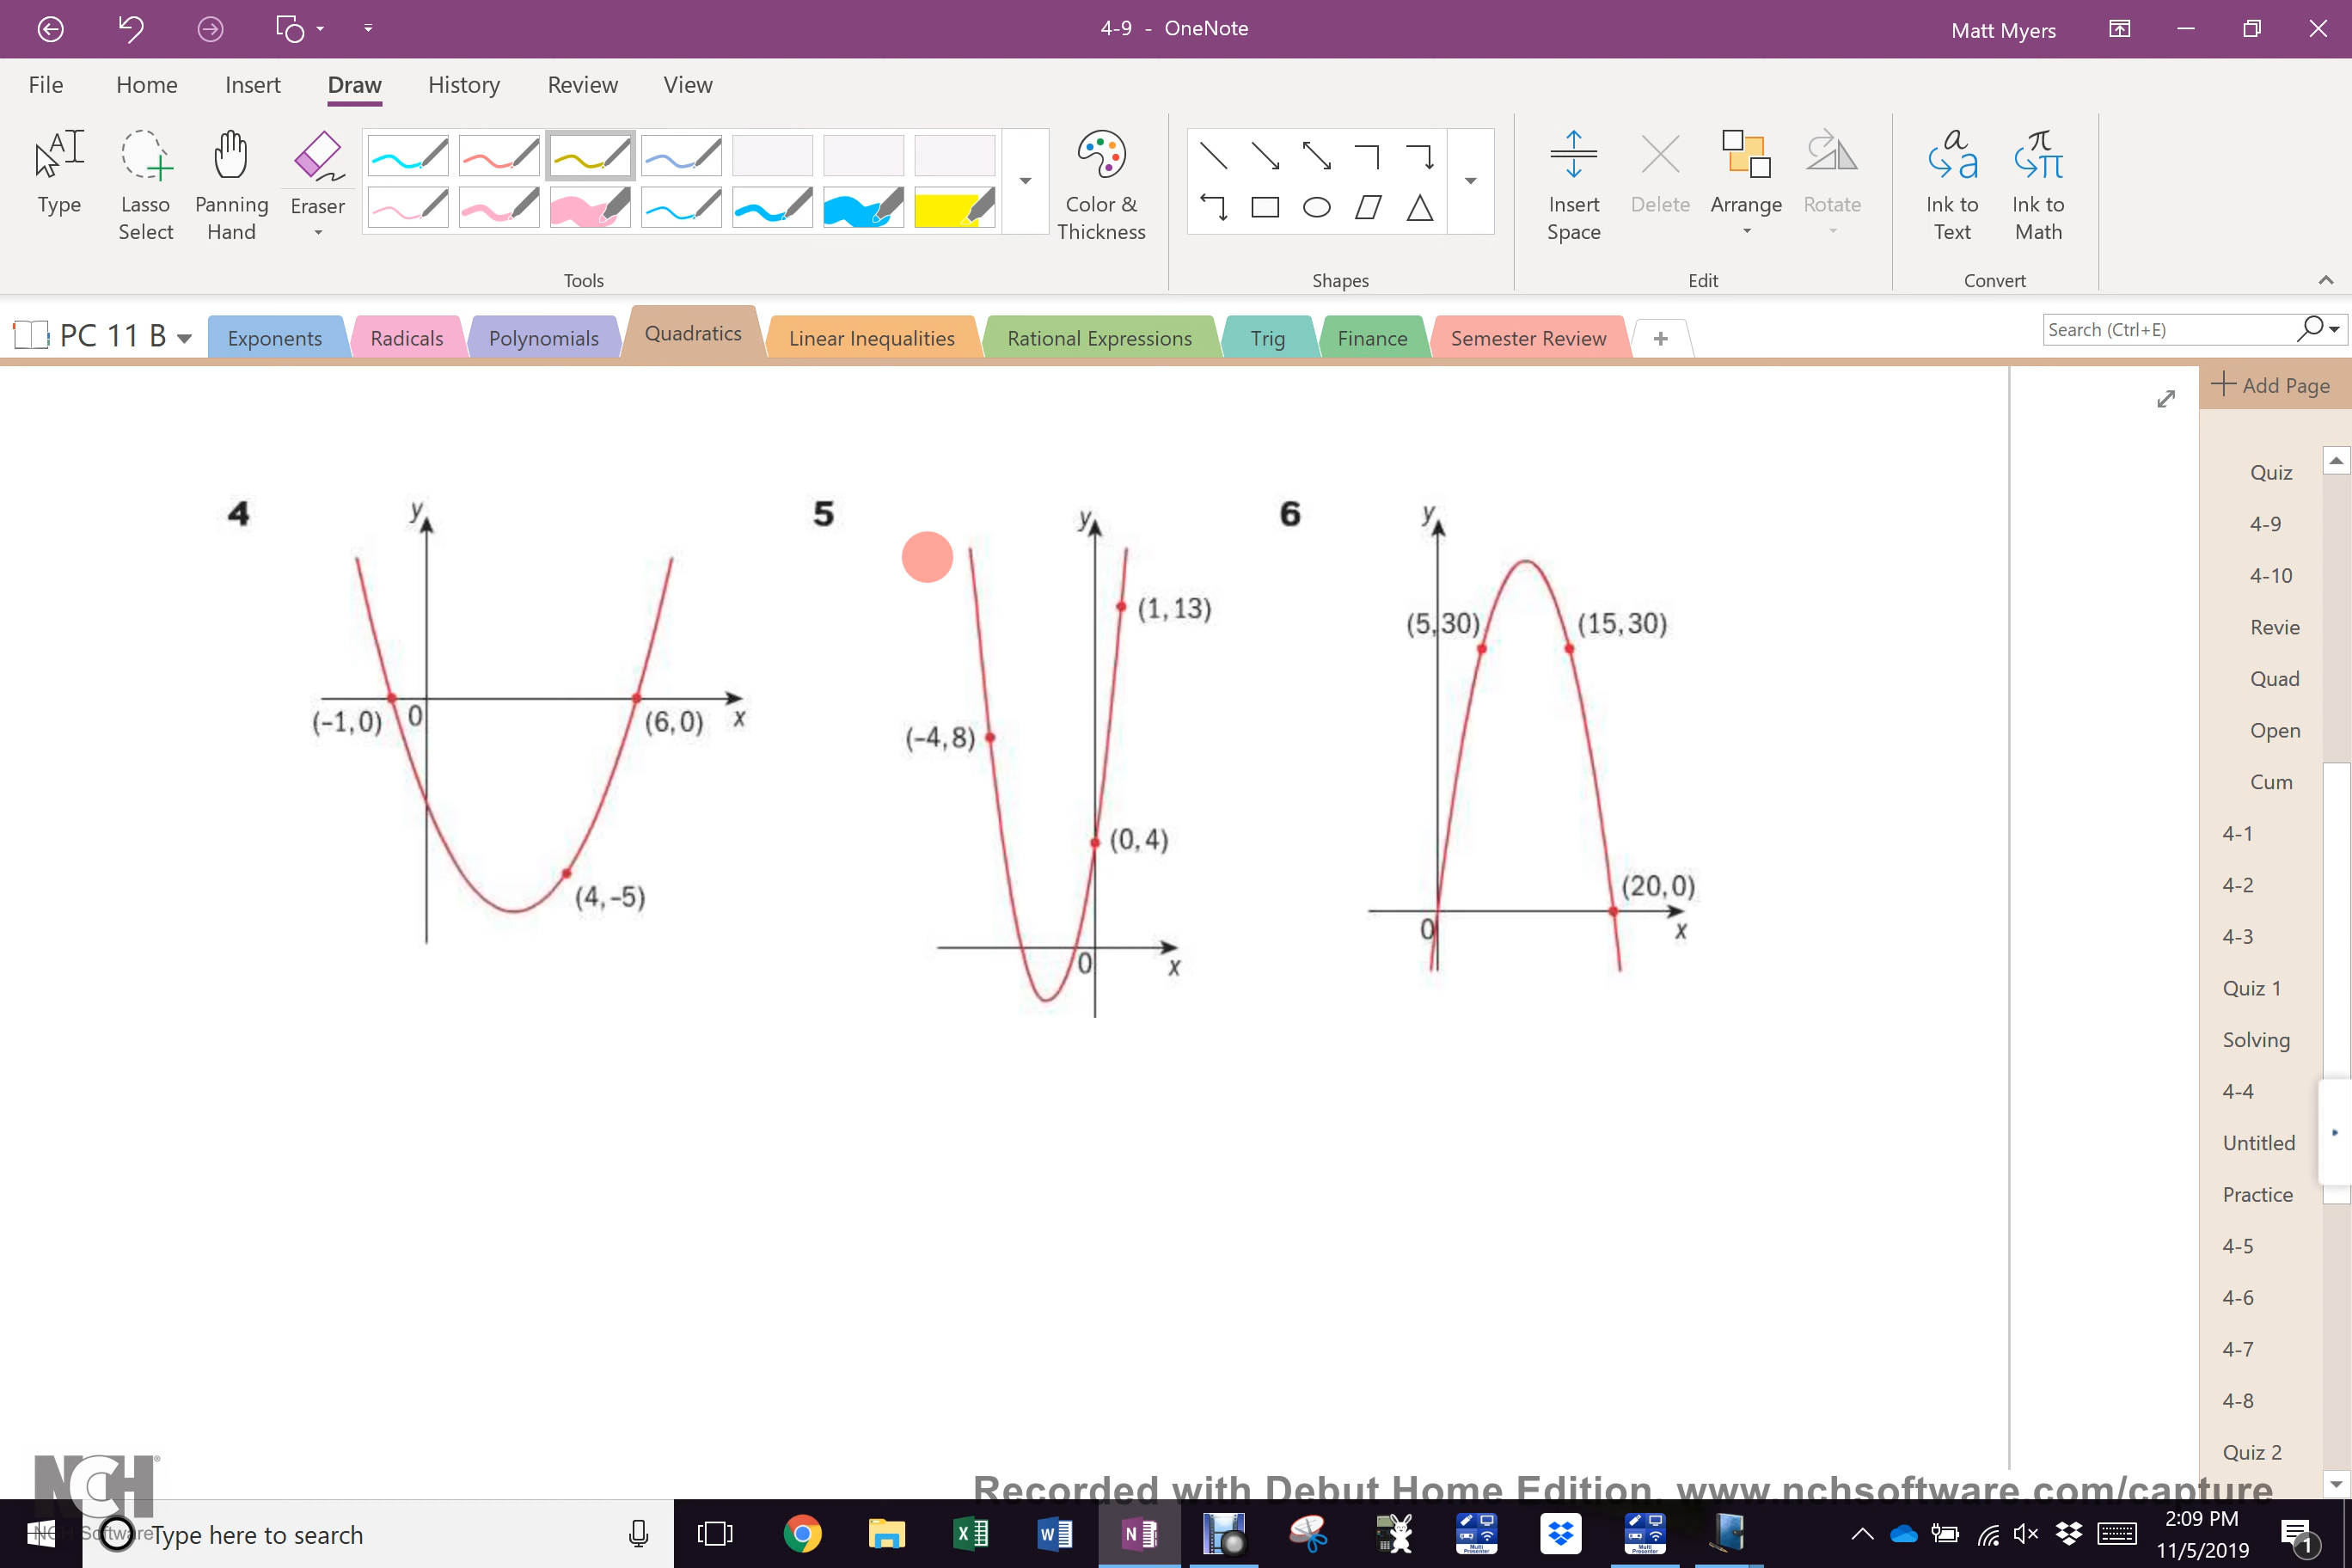 4-9 - OneNote
Matt Myers
File Home Insert Draw History Review View
Type
Lasso Select
Panning Hand
Eraser
Color & Thickness
Insert Space
Delete
Arrange
Rotate
Ink to Text
Ink to Math
Tools
Shapes
Edit
Convert
PC 11 B
Exponents Radicals Polynomials Quadratics Linear Inequalities Rational Expressions Trig Finance Semester Review
Search (Ctrl+E)
Add Page
Quiz
4-9
4-10
Revie
Quad
Open
Cum
4-1
4-2
4-3
Quiz 1
Solving
4-4
Untitled
Practice
4-5
4-6
4-7
4-8
Quiz 2
4
y
(-1,0)
0
(6,0)
x
(4,-5)
5
y
(1,13)
(-4,8)
(0,4)
0
x
6
y
(5,30)
(15,30)
(20,0)
0
x
NCH®
NCH Software
Recorded with Debut Home Edition. www.nchsoftware.com/capture
Type here to search
2:09 PM
11/5/2019
1